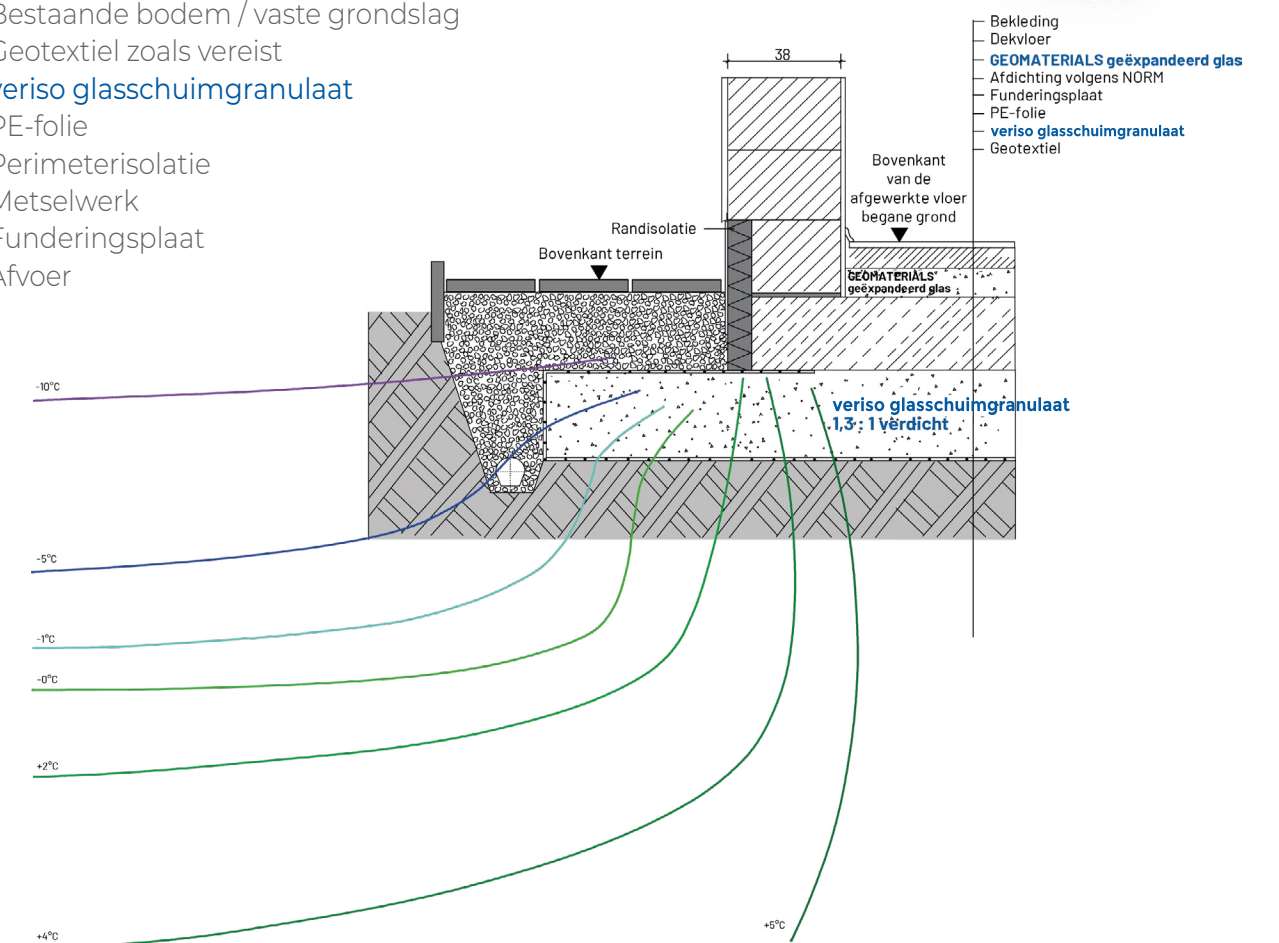 Bestaande bodem / vaste grondslag
Geotextiel zoals vereist
veriso glasschuimgranulaat
PE-folie
Perimeterisolatie
Metselwerk
Funderingsplaat
Afvoer
Bekleding
Dekvloer
GEOMATERIALS geëxpandeerd glas
Afdichting volgens NORM
Funderingsplaat
PE-folie
veriso glasschuimgranulaat
Geotextiel
38
Bovenkant
van de
afgewerkte vloer
begane grond
Randisolatie
Bovenkant terrein
GEOMATERIALS
geëxpandeerd glas
veriso glasschuimgranulaat
1,3 : 1 verdicht
-10°C
-5°C
-1°C
-0°C
+2°C
+4°C
+5°C